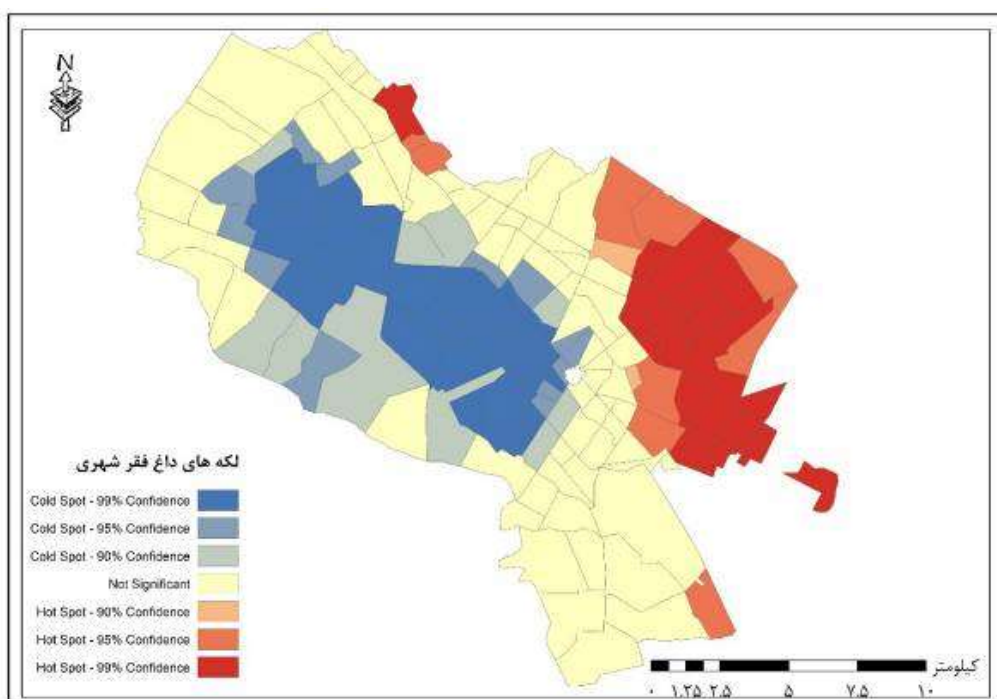 N
لکه های داغ فقر شهری
Cold Spot - 99% Confidence
Cold Spot - 95% Confidence
Cold Spot - 90% Confidence
Not Significant
Hot Spot - 90% Confidence
Hot Spot - 95% Confidence
Hot Spot - 99% Confidence
کیلومتر
۰ ۱.۲۵ ۲.۵ ۵ ۷.۵ ۱۰